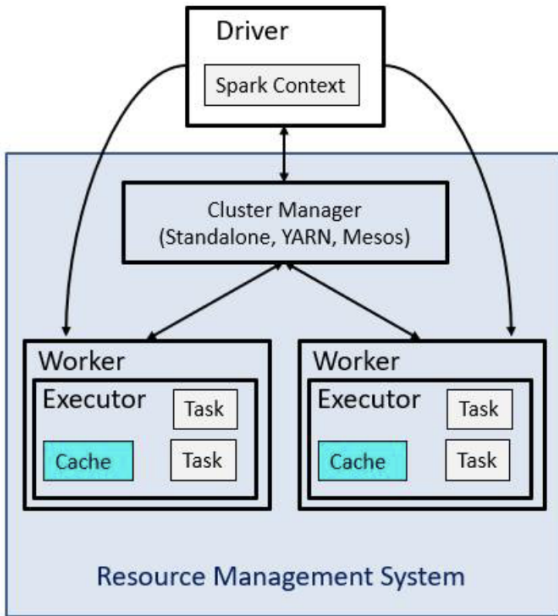 Driver
Spark Context
Cluster Manager
(Standalone, YARN, Mesos)
Worker
Executor
Task
Cache
Task
Worker
Executor
Task
Cache
Task
Resource Management System